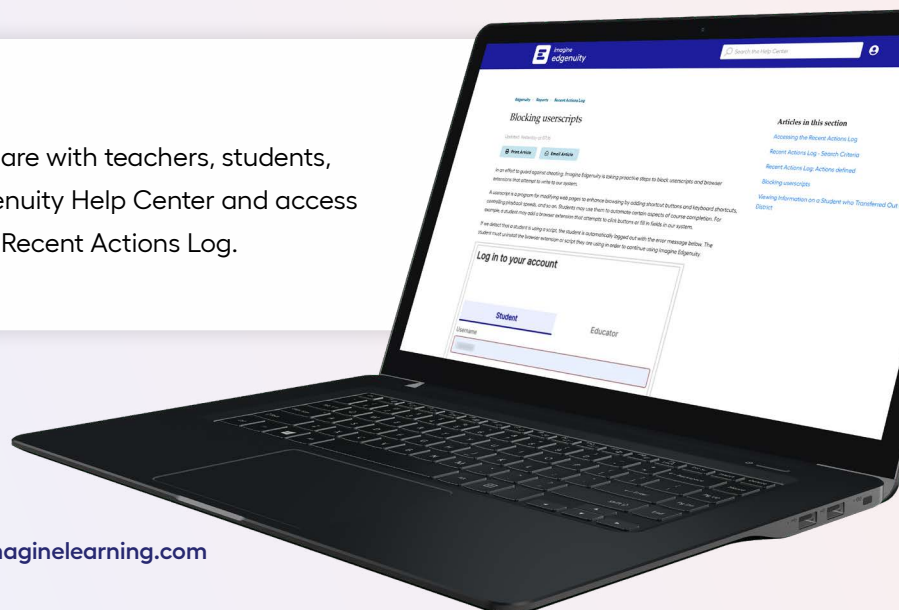 are with teachers, students,
enuity Help Center and access
Recent Actions Log.
imagine
edgenuity
Search the Help Center
Edgenuity Reports Recent Actions Log
Blocking userscripts
Updated
Print Article
Email Article
In an effort to guard against cheating, Imagine Edgenuity is taking proactive steps to block userscripts and browser
extensions that attempt to write to our system.
A userscript is a program for modifying web pages to enhance browsing by adding shortcut buttons and keyboard shortcuts,
controlling playback speeds, and so on. Students may use them to automate certain aspects of course completion. For
example, a student may add a browser extension that attempts to click buttons or fill in fields in our system.
If we detect that a student is using a script, the student is automatically logged out with the error message below. The
student must uninstall the browser extension or script they are using in order to continue using Imagine Edgenuity.
Log in to your account
Student
Educator
Username
Articles in this section
Accessing the Recent Actions Log
Recent Actions Log - Search Criteria
Recent Actions Log: Actions defined
Blocking userscripts
Viewing Information on a Student who Transferred Out
District
maginelearning.com